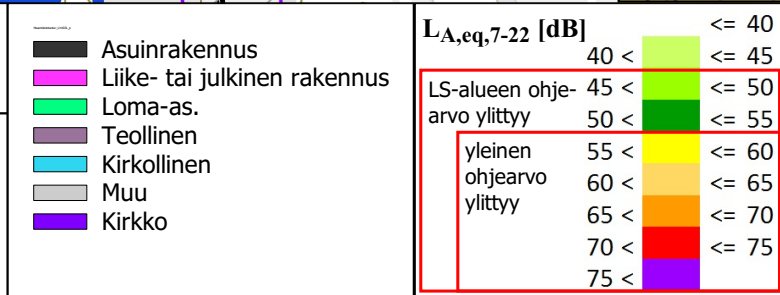 Asuinrakennus
Liike- tai julkinen rakennus
Loma-as.
Teollinen
Kirkollinen
Muu
Kirkko
L_A,eq,7-22 [dB]
<= 40
40 < <= 45
LS-alueen ohje- 45 < <= 50
arvo ylittyy 50 < <= 55
yleinen 55 < <= 60
ohjearvo 60 < <= 65
ylittyy 65 < <= 70
70 < <= 75
75 <